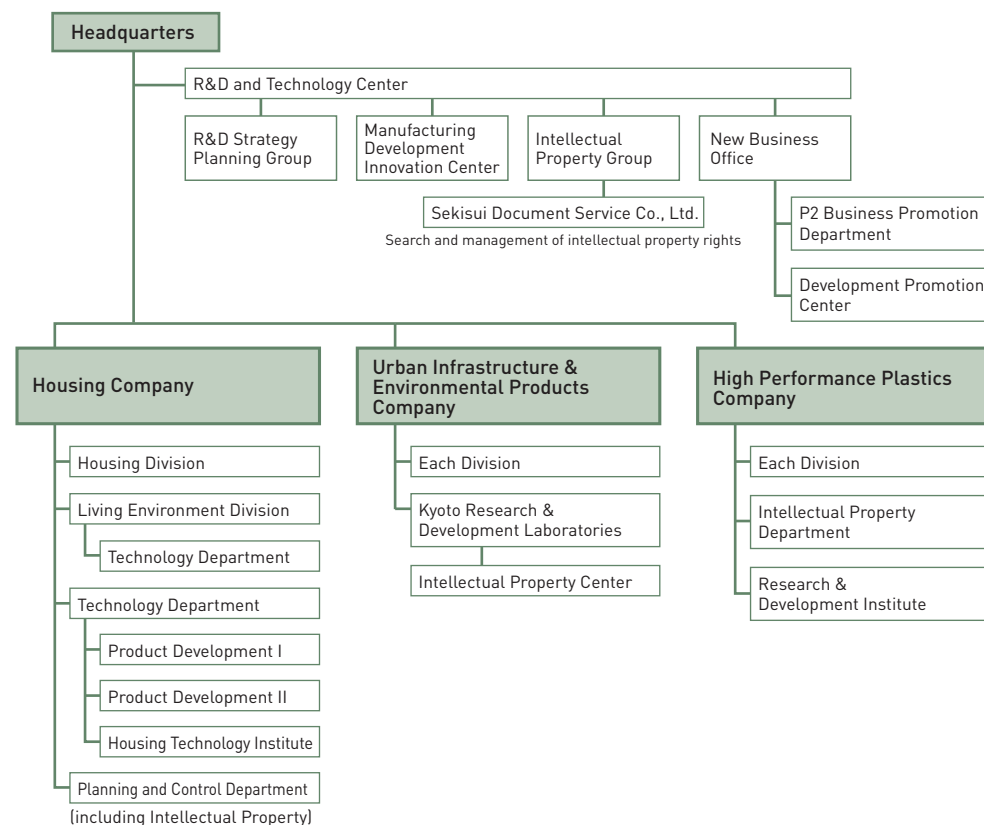 Headquarters
R&D and Technology Center
R&D Strategy
Planning Group
Manufacturing
Development
Innovation Center
Intellectual
Property Group
New Business
Office
Sekisui Document Service Co., Ltd.
Search and management of intellectual property rights
P2 Business Promotion
Department
Development Promotion
Center
Housing Company
Housing Division
Living Environment Division
Technology Department
Technology Department
Product Development I
Product Development II
Housing Technology Institute
Planning and Control Department
(including Intellectual Property)
Urban Infrastructure &
Environmental Products
Company
Each Division
Kyoto Research &
Development Laboratories
Intellectual Property Center
High Performance Plastics
Company
Each Division
Intellectual Property
Department
Research &
Development Institute